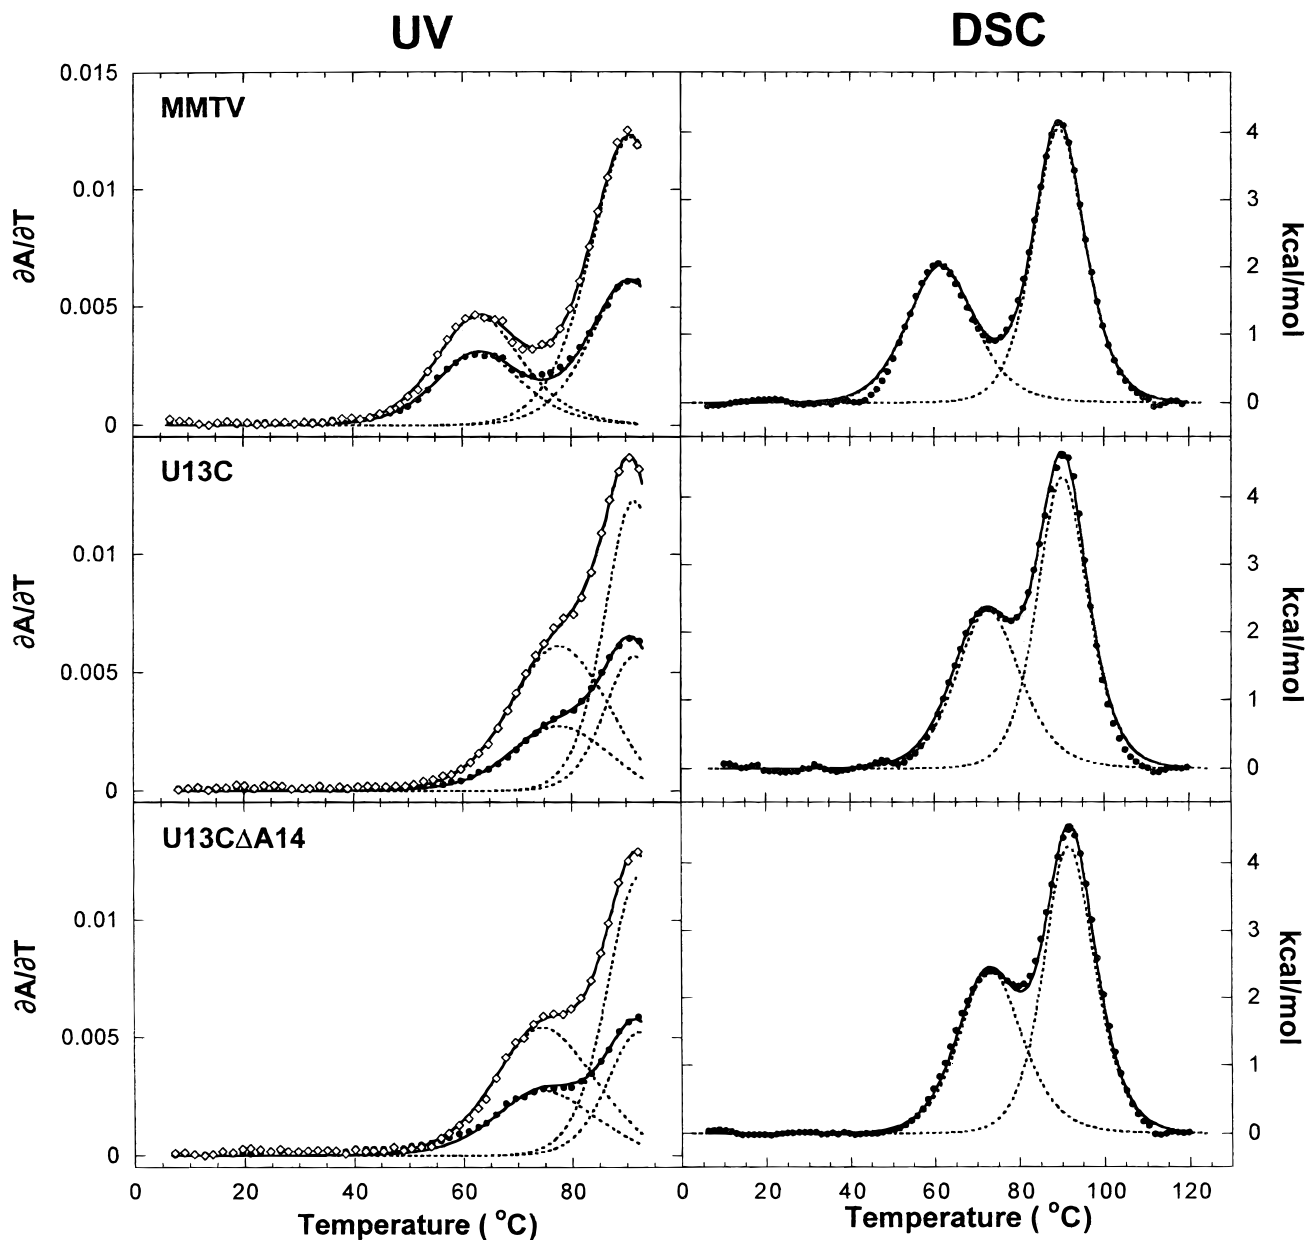 UV DSC
0.015
MMTV
4
0.01
3
∂A/∂T
kcal/mol
2
0.005
1
0
0
U13C
4
0.01
3
∂A/∂T
kcal/mol
2
0.005
1
0
0
U13CΔA14
4
0.01
3
∂A/∂T
kcal/mol
2
0.005
1
0
0
0 20 40 60 80 0 20 40 60 80 100 120
Temperature ( °C) Temperature ( °C)